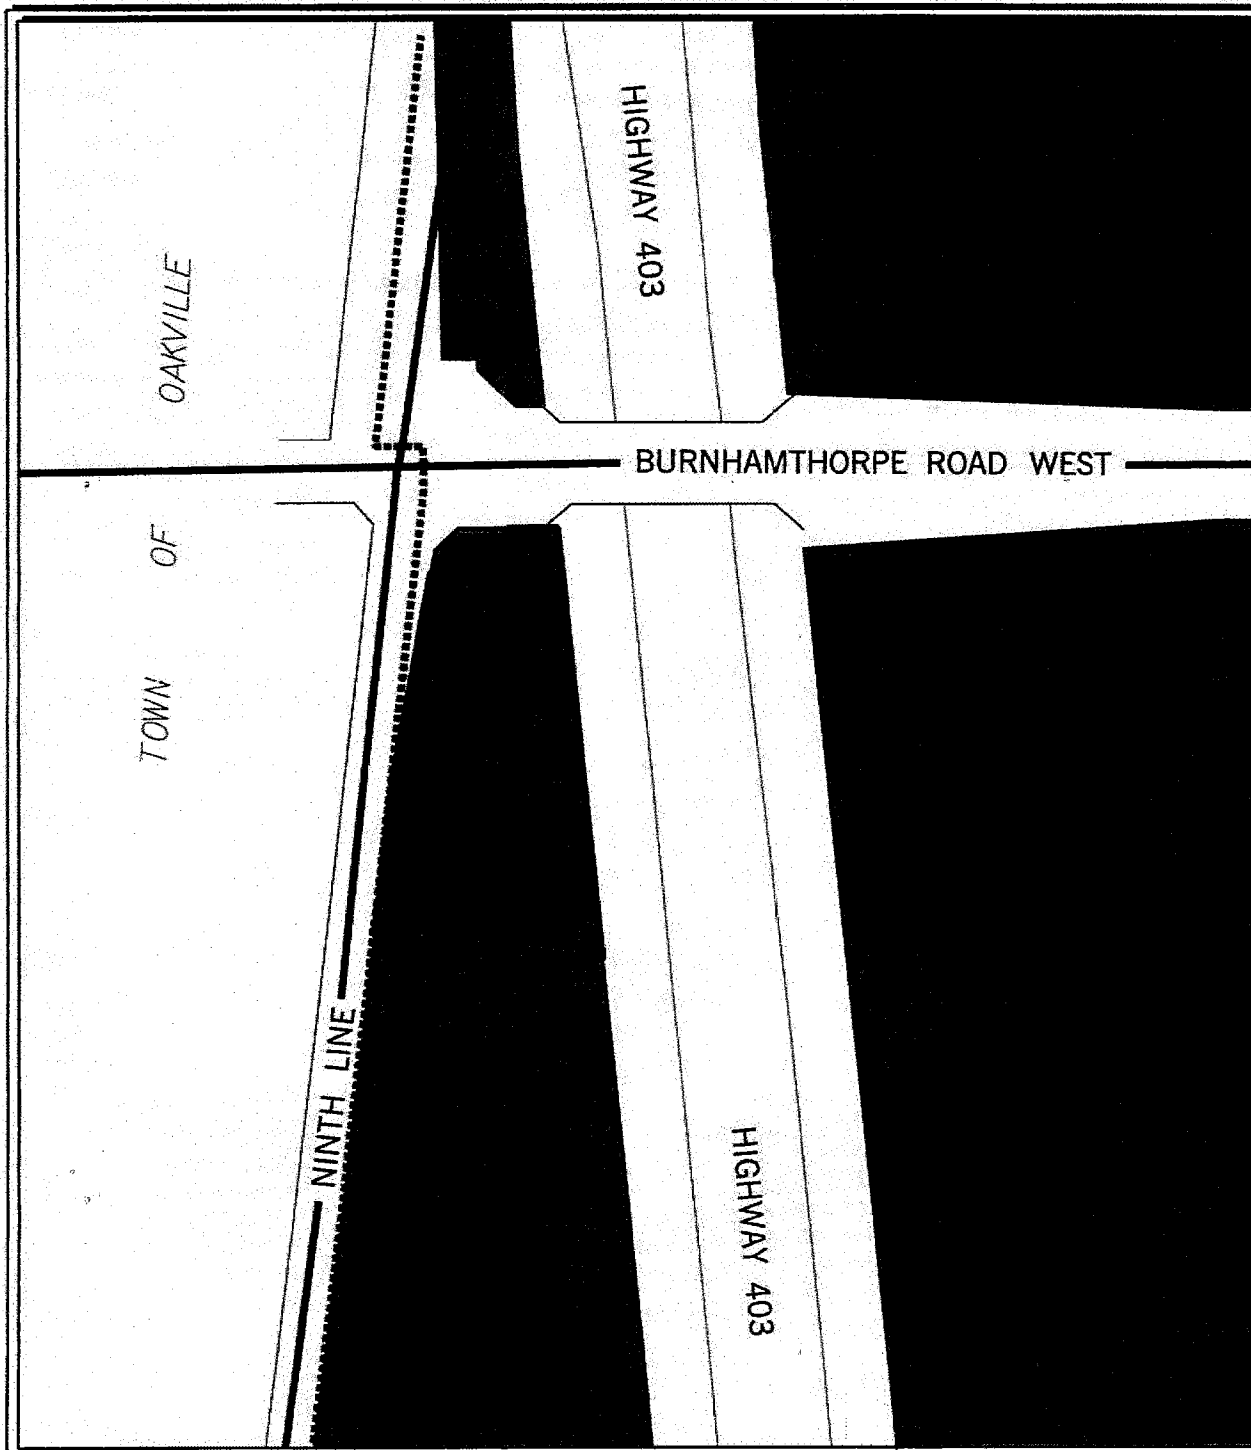 HIGHWAY 403
TOWN OF OAKVILLE
BURNHAMTHORPE ROAD WEST
NINTH LINE
HIGHWAY 403